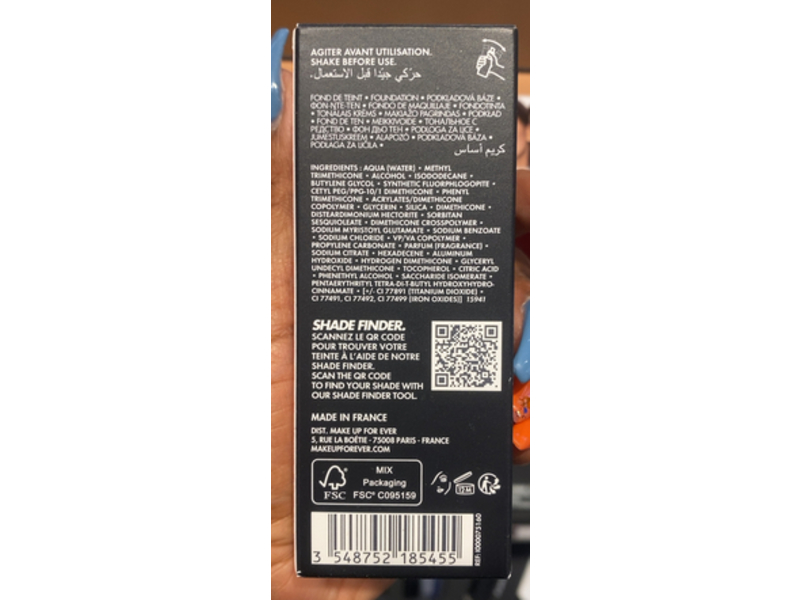 AGITER AVANT UTILISATION.
SHAKE BEFORE USE.
حرّكي جيّدا قبل الاستعمال.
FOND DE TEINT • FOUNDATION • PODKLADOVÁ BÁZE •
ФОН-ЊТЕ-ТЕН • FONDO DE MAQUILLAJE • FONDOTINTA
• TONĀLAIS KRĒMS • MAKIAŽO PAGRINDAS • PODKŁAD
• FOND DE TEN • MEIKKIVOIDE • ТОНАЛЬНОЕ С
РЕДСТВО • ФОН ДЬО ТЕН • PODLOGA ZA LICE •
JUMESTUSKREEM • ALAPOZÓ • PODKLADOVÁ BÁZA •
PODLAGA ZA LIČILA •
كريم أساس
INGREDIENTS : AQUA (WATER) • METHYL
TRIMETHICONE • ALCOHOL • ISODODECANE •
BUTYLENE GLYCOL • SYNTHETIC FLUORPHLOGOPITE •
CETYL PEG/PPG-10/1 DIMETHICONE • PHENYL
TRIMETHICONE • ACRYLATES/DIMETHICONE
COPOLYMER • GLYCERIN • SILICA • DIMETHICONE •
DISTEARDIMONIUM HECTORITE • SORBITAN
SESQUIOLEATE • DIMETHICONE CROSSPOLYMER •
SODIUM MYRISTOYL GLUTAMATE • SODIUM BENZOATE
• SODIUM CHLORIDE • VP/VA COPOLYMER •
PROPYLENE CARBONATE • PARFUM (FRAGRANCE) •
SODIUM CITRATE • HEXADECENE • ALUMINUM
HYDROXIDE • HYDROGEN DIMETHICONE • GLYCERYL
UNDECYL DIMETHICONE • TOCOPHEROL • CITRIC ACID
• PHENETHYL ALCOHOL • SACCHARIDE ISOMERATE •
PENTAERYTHRITYL TETRA-DI-T-BUTYL HYDROXYHYDRO-
CINNAMATE • [+/- CI 77891 (TITANIUM DIOXIDE) •
CI 77491, CI 77492, CI 77499 (IRON OXIDES)] 15941
SHADE FINDER.
SCANNEZ LE QR CODE
POUR TROUVER VOTRE
TEINTE À L'AIDE DE NOTRE
SHADE FINDER.
SCAN THE QR CODE
TO FIND YOUR SHADE WITH
OUR SHADE FINDER TOOL.
MADE IN FRANCE
DIST. MAKE UP FOR EVER
5, RUE LA BOÉTIE - 75008 PARIS - FRANCE
MAKEUPFOREVER.COM
FSC
MIX
Packaging
FSC® C095159
12 M
3 548752 185455
REF: I000075160